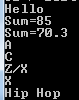 Hello
Sum=85
Sum=70.3
A
C
Z/X
X
Hip Hop